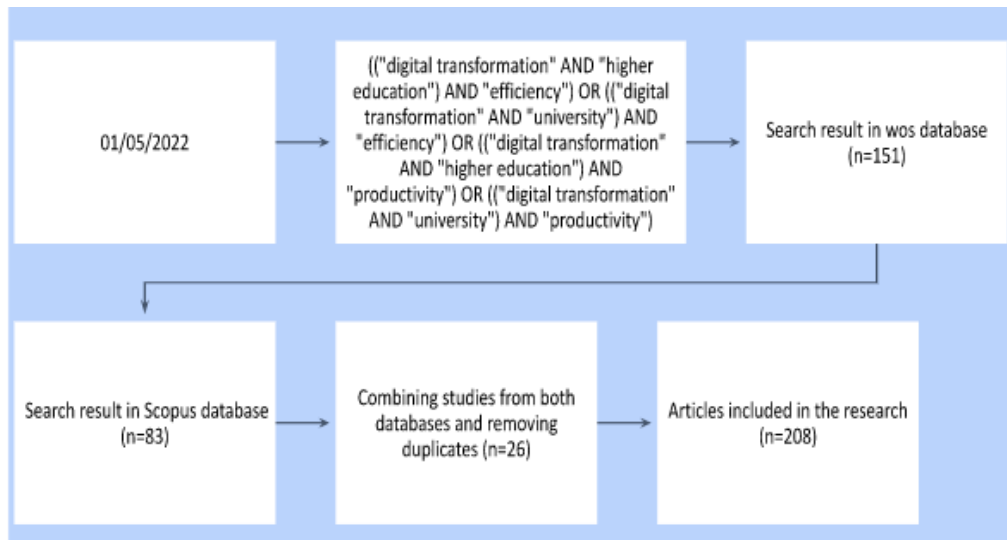 01/05/2022
(("digital transformation" AND "higher
education") AND "efficiency") OR (("digital
transformation" AND "university") AND
"efficiency") OR (("digital transformation"
AND "higher education") AND
"productivity") OR (("digital transformation"
AND "university") AND "productivity")
Search result in wos database
(n=151)
Search result in Scopus database
(n=83)
Combining studies from both
databases and removing
duplicates (n=26)
Articles included in the research
(n=208)